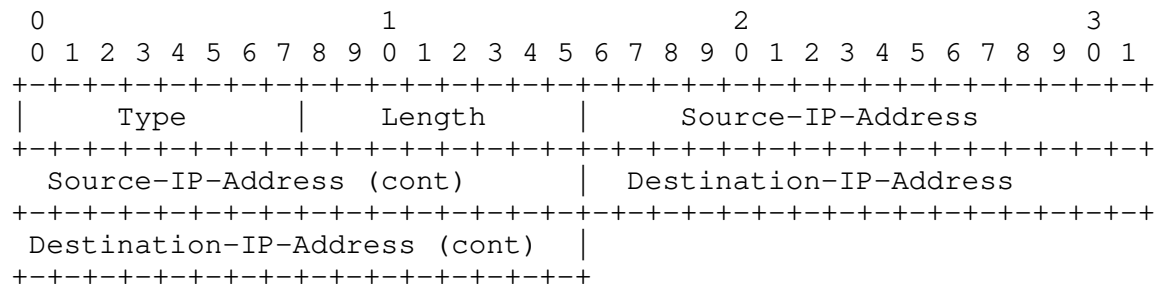 0                   1                   2                   3
 0 1 2 3 4 5 6 7 8 9 0 1 2 3 4 5 6 7 8 9 0 1 2 3 4 5 6 7 8 9 0 1
+-+-+-+-+-+-+-+-+-+-+-+-+-+-+-+-+-+-+-+-+-+-+-+-+-+-+-+-+-+-+-+-+
|     Type      |    Length     |     Source-IP-Address
+-+-+-+-+-+-+-+-+-+-+-+-+-+-+-+-+-+-+-+-+-+-+-+-+-+-+-+-+-+-+-+-+
  Source-IP-Address (cont)      |  Destination-IP-Address
+-+-+-+-+-+-+-+-+-+-+-+-+-+-+-+-+-+-+-+-+-+-+-+-+-+-+-+-+-+-+-+-+
 Destination-IP-Address (cont)  |
+-+-+-+-+-+-+-+-+-+-+-+-+-+-+-+-+